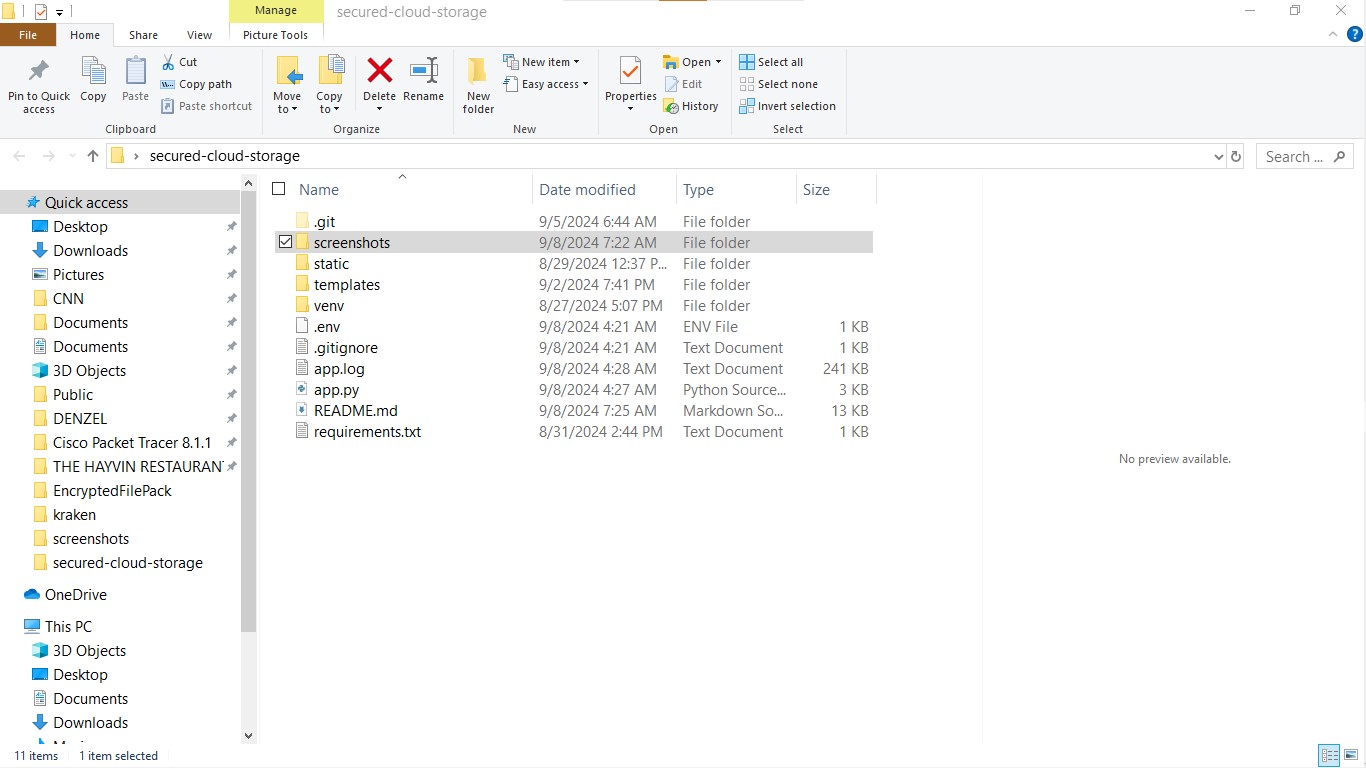 Manage
secured-cloud-storage
File
Home
Share
View
Picture Tools
Pin to Quick access
Copy
Paste
Cut
Copy path
Paste shortcut
Clipboard
Move to
Copy to
Delete
Rename
Organize
New folder
New item
Easy access
New
Properties
Open
Edit
History
Open
Select all
Select none
Invert selection
Select
secured-cloud-storage
Search ...
Quick access
Desktop
Downloads
Pictures
CNN
Documents
Documents
3D Objects
Public
DENZEL
Cisco Packet Tracer 8.1.1
THE HAYVIN RESTAURAN
EncryptedFilePack
kraken
screenshots
secured-cloud-storage
OneDrive
This PC
3D Objects
Desktop
Documents
Downloads
Name Date modified Type Size
.git 9/5/2024 6:44 AM File folder
screenshots 9/8/2024 7:22 AM File folder
static 8/29/2024 12:37 P... File folder
templates 9/2/2024 7:41 PM File folder
venv 8/27/2024 5:07 PM File folder
.env 9/8/2024 4:21 AM ENV File 1 KB
.gitignore 9/8/2024 4:21 AM Text Document 1 KB
app.log 9/8/2024 4:28 AM Text Document 241 KB
app.py 9/8/2024 4:27 AM Python Source... 3 KB
README.md 9/8/2024 7:25 AM Markdown So... 13 KB
requirements.txt 8/31/2024 2:44 PM Text Document 1 KB
No preview available.
11 items 1 item selected